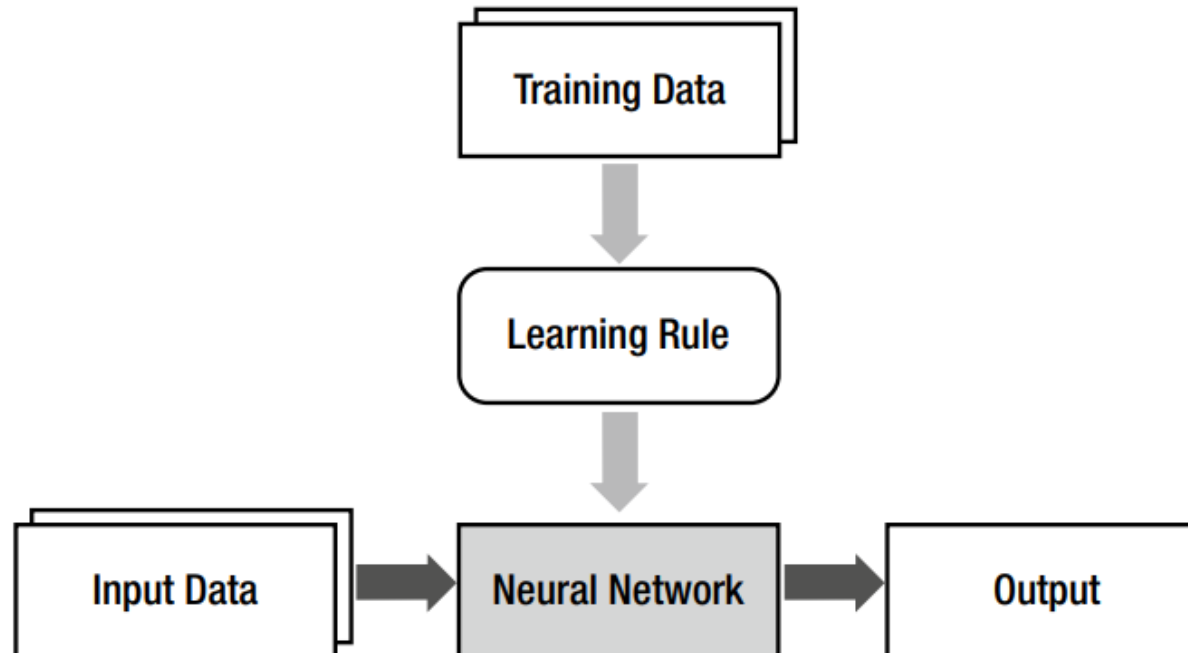 Training Data
Learning Rule
Input Data
Neural Network
Output